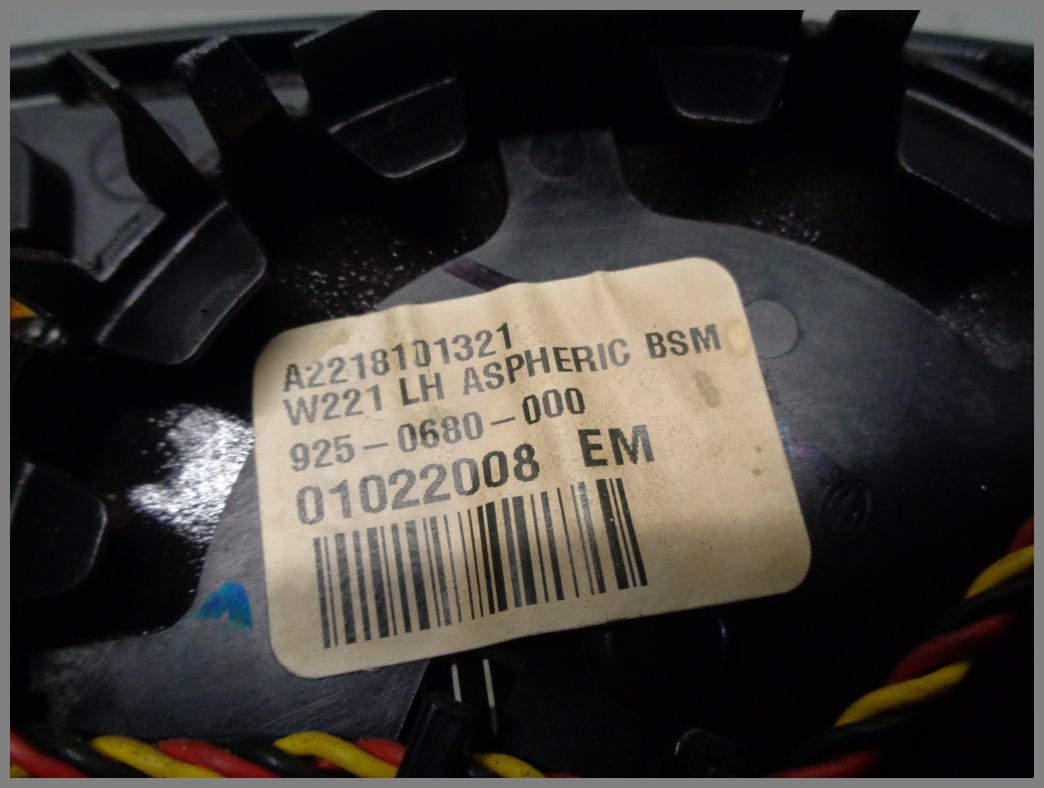 A2218101321
W221 LH ASPHERIC BSM
925-0680-000
01022008 EM